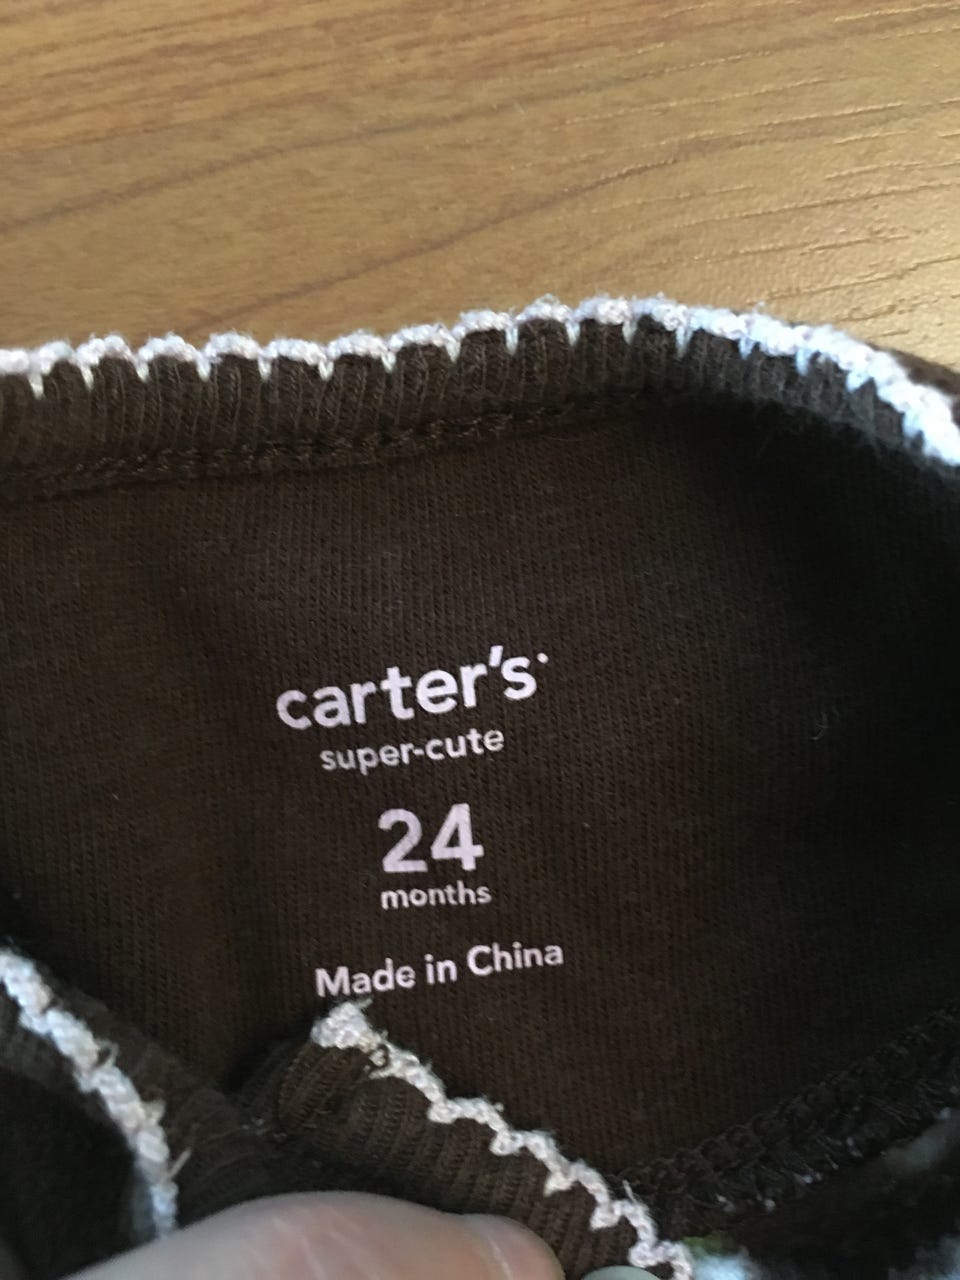 carter's
super-cute
24
months
Made in China